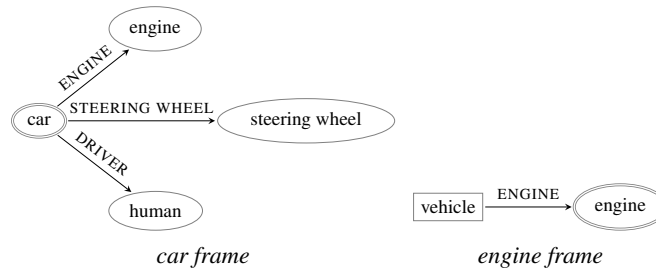 engine
ENGINE
car
STEERING WHEEL
steering wheel
DRIVER
human
car frame
vehicle
ENGINE
engine
engine frame